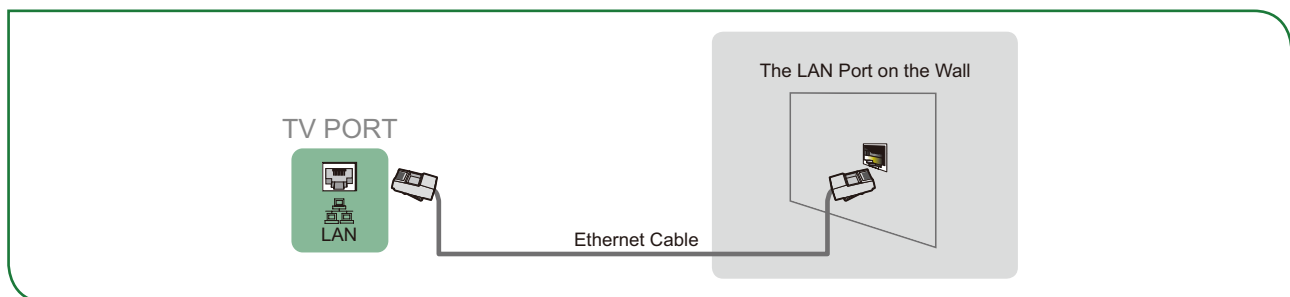 The LAN Port on the Wall
TV PORT
LAN
Ethernet Cable